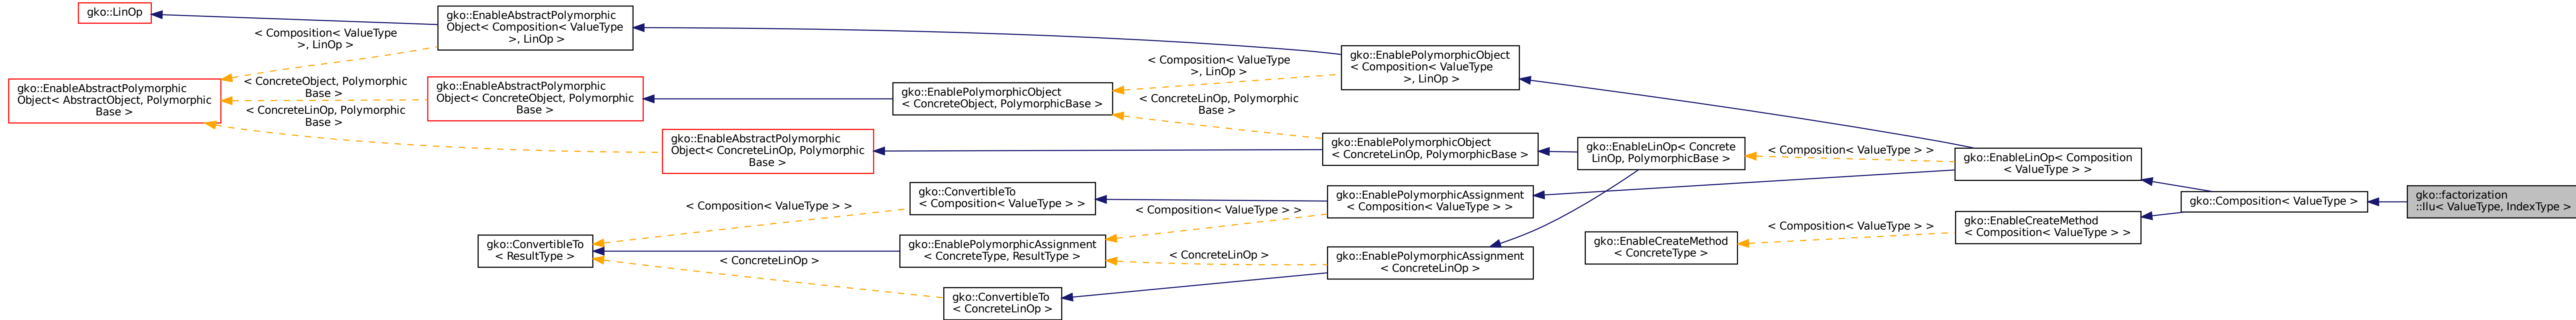 gko::LinOp
gko::EnableAbstractPolymorphic
Object< Composition< ValueType
>, LinOp >
< Composition< ValueType
>, LinOp >
gko::EnableAbstractPolymorphic
Object< AbstractObject, Polymorphic
Base >
< ConcreteObject, Polymorphic
Base >
< ConcreteLinOp, Polymorphic
Base >
gko::EnableAbstractPolymorphic
Object< ConcreteObject, Polymorphic
Base >
gko::EnableAbstractPolymorphic
Object< ConcreteLinOp, Polymorphic
Base >
gko::EnablePolymorphicObject
< ConcreteObject, PolymorphicBase >
< Composition< ValueType
>, LinOp >
< ConcreteLinOp, Polymorphic
Base >
gko::EnablePolymorphicObject
< Composition< ValueType
>, LinOp >
gko::EnablePolymorphicObject
< ConcreteLinOp, PolymorphicBase >
gko::EnableLinOp< Concrete
LinOp, PolymorphicBase >
< Composition< ValueType > >
gko::EnableLinOp< Composition
< ValueType > >
gko::ConvertibleTo
< ResultType >
< Composition< ValueType > >
< ConcreteLinOp >
gko::ConvertibleTo
< Composition< ValueType > >
gko::EnablePolymorphicAssignment
< ConcreteType, ResultType >
gko::ConvertibleTo
< ConcreteLinOp >
< Composition< ValueType > >
< ConcreteLinOp >
gko::EnablePolymorphicAssignment
< Composition< ValueType > >
gko::EnablePolymorphicAssignment
< ConcreteLinOp >
gko::EnableCreateMethod
< ConcreteType >
< Composition< ValueType > >
gko::EnableCreateMethod
< Composition< ValueType > >
gko::Composition< ValueType >
gko::factorization
::Ilu< ValueType, IndexType >